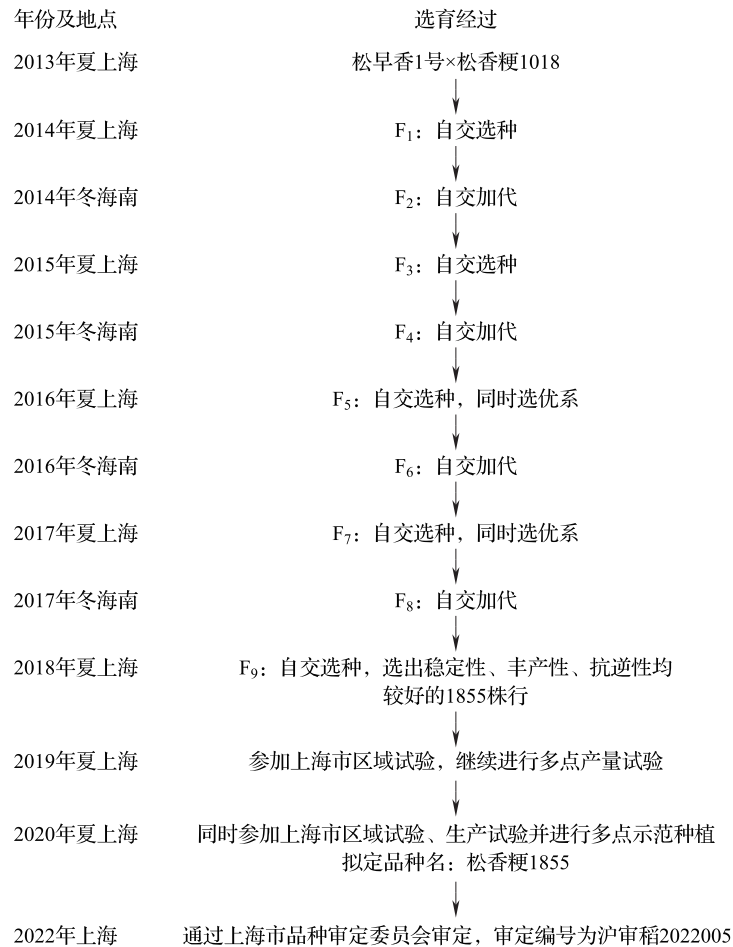 年份及地点 选育经过
2013年夏上海 松早香1号×松香粳1018
2014年夏上海 F₁：自交选种
2014年冬海南 F₂：自交加代
2015年夏上海 F₃：自交选种
2015年冬海南 F₄：自交加代
2016年夏上海 F₅：自交选种，同时选优系
2016年冬海南 F₆：自交加代
2017年夏上海 F₇：自交选种，同时选优系
2017年冬海南 F₈：自交加代
2018年夏上海 F₉：自交选种，选出稳定性、丰产性、抗逆性均
较好的1855株行
2019年夏上海 参加上海市区域试验，继续进行多点产量试验
2020年夏上海 同时参加上海市区域试验、生产试验并进行多点示范种植
拟定品种名：松香粳1855
2022年上海 通过上海市品种审定委员会审定，审定编号为沪审稻2022005